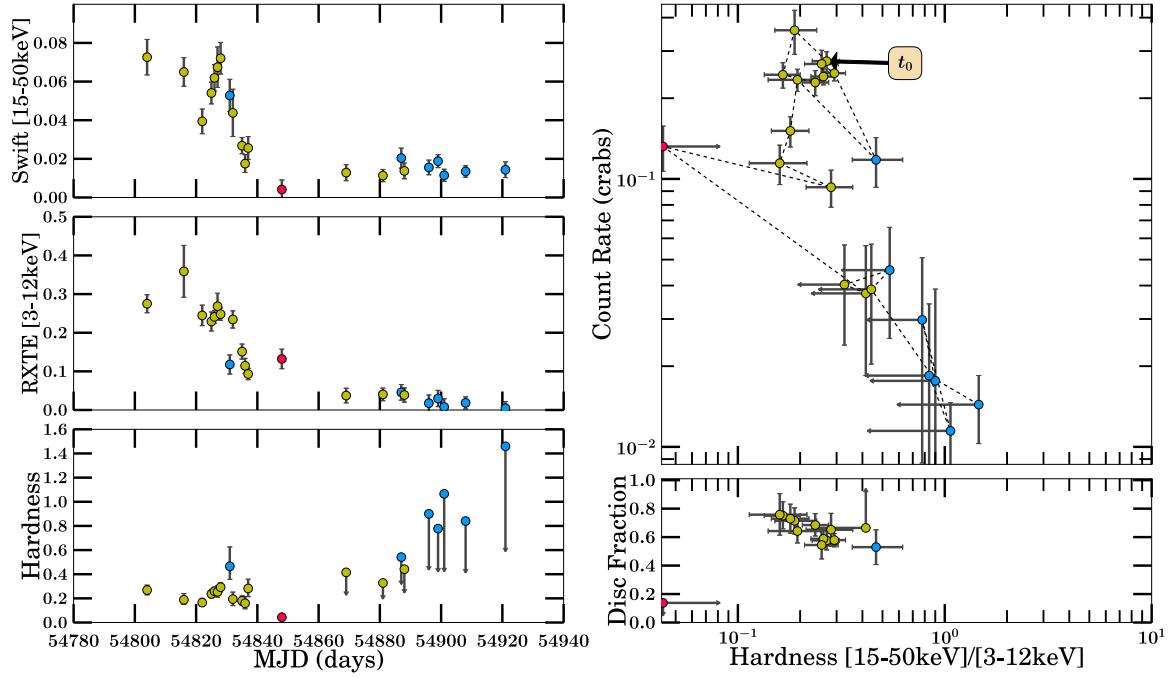 Swift [15-50keV]
0.08
0.06
0.04
0.02
0.00
RXTE [3-12keV]
0.5
0.4
0.3
0.2
0.1
0.0
Hardness
1.6
1.4
1.2
1.0
0.8
0.6
0.4
0.2
0.0
54780 54800 54820 54840 54860 54880 54900 54920 54940
MJD (days)
Count Rate (crabs)
10⁻¹
10⁻²
t₀
Disc Fraction
1.0
0.8
0.6
0.4
0.2
0.0
10⁻¹ 10⁰ 10¹
Hardness [15-50keV]/[3-12keV]